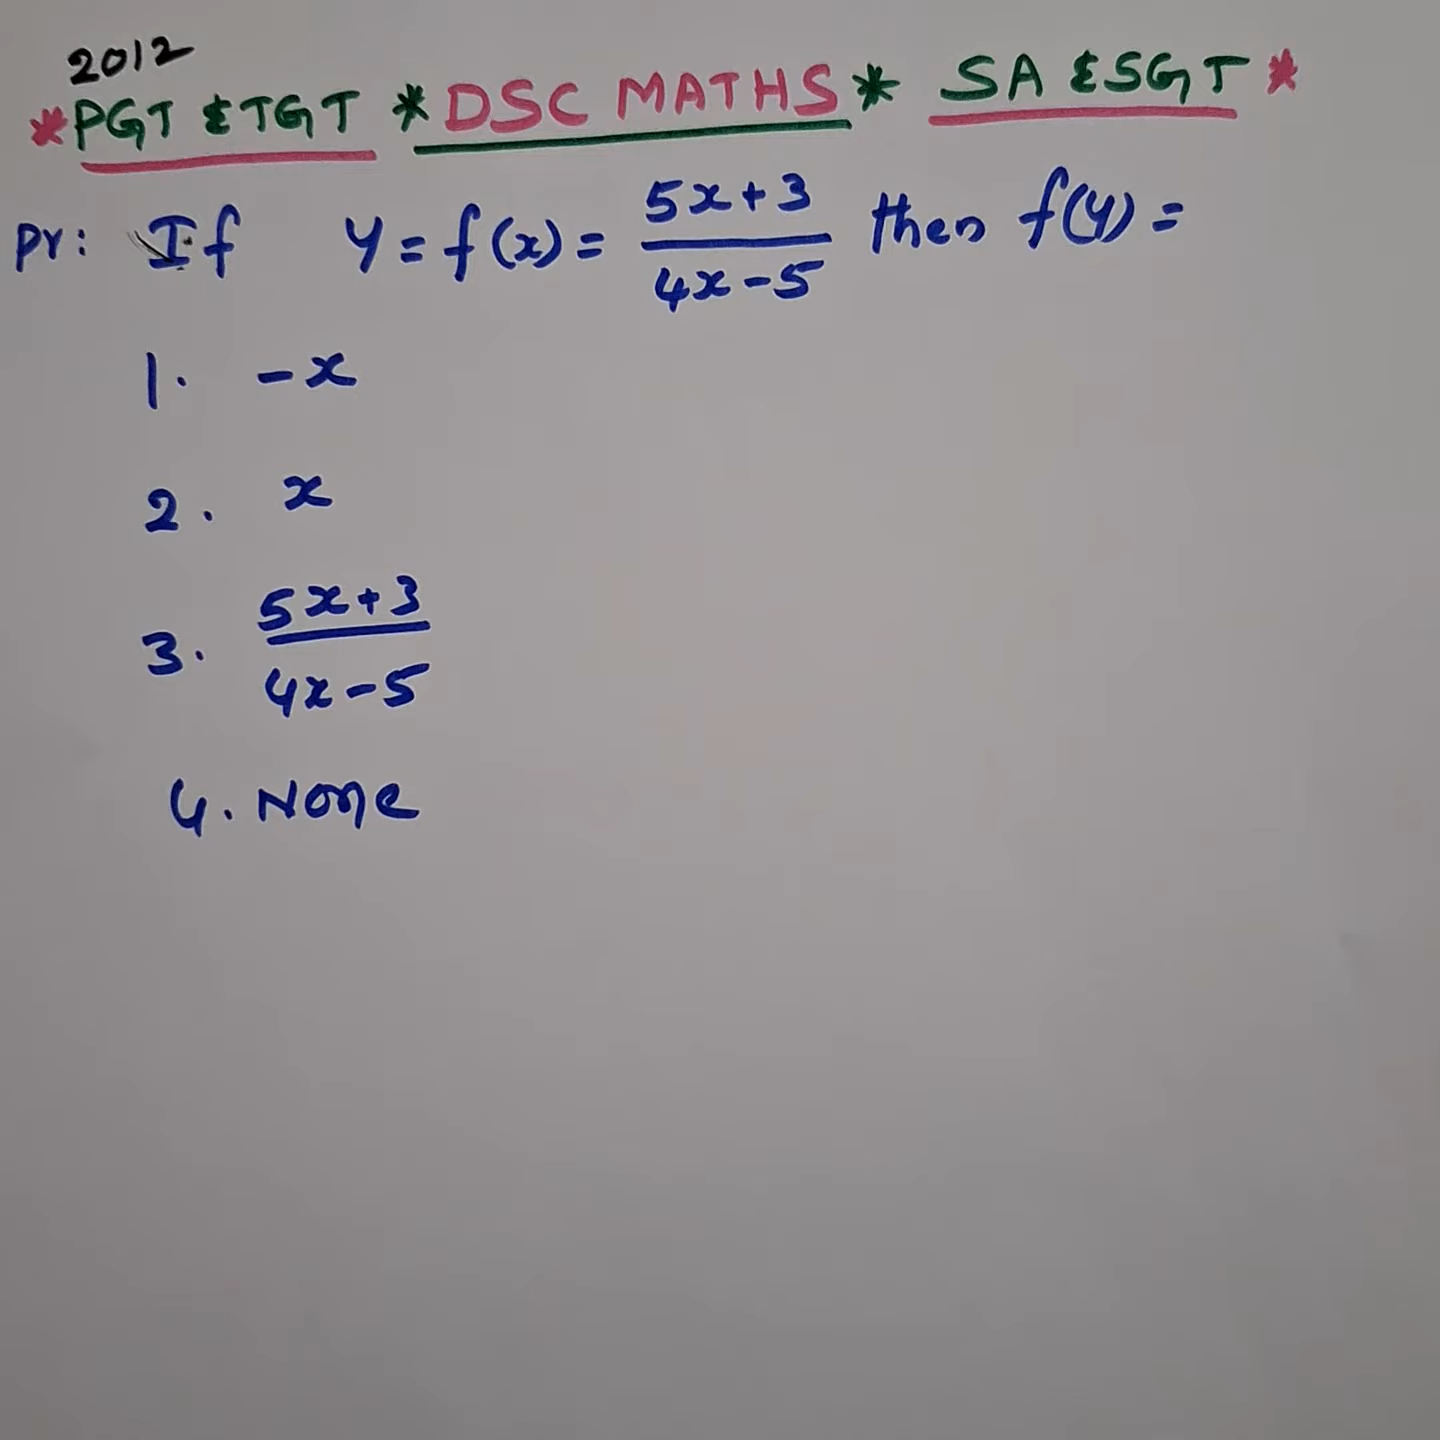 2012
*PGT & TGT * DSC MATHS * SA & SGT *
Pr: If y = f(x) = (5x+3)/(4x-5) then f(y) =
1. -x
2. x
3. (5x+3)/(4x-5)
4. None